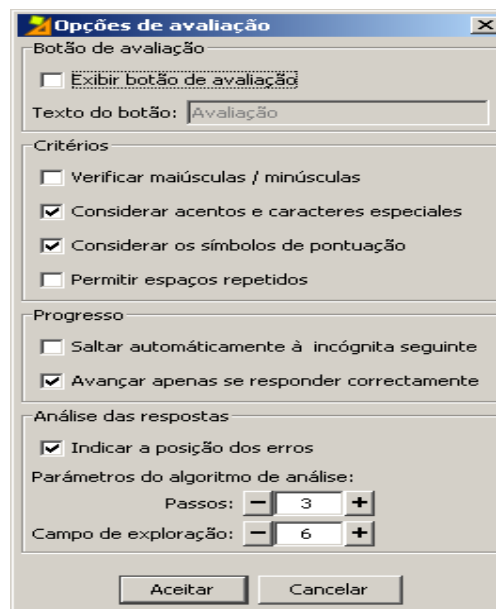 Opções de avaliação
Botão de avaliação
Exibir botão de avaliação
Texto do botão: Avaliação
Critérios
Verificar maiúsculas / minúsculas
Considerar acentos e caracteres especiales
Considerar os símbolos de pontuação
Permitir espaços repetidos
Progresso
Saltar automáticamente à incógnita seguinte
Avançar apenas se responder correctamente
Análise das respostas
Indicar a posição dos erros
Parámetros do algoritmo de análise:
Passos: 3
Campo de exploração: 6
Aceitar Cancelar